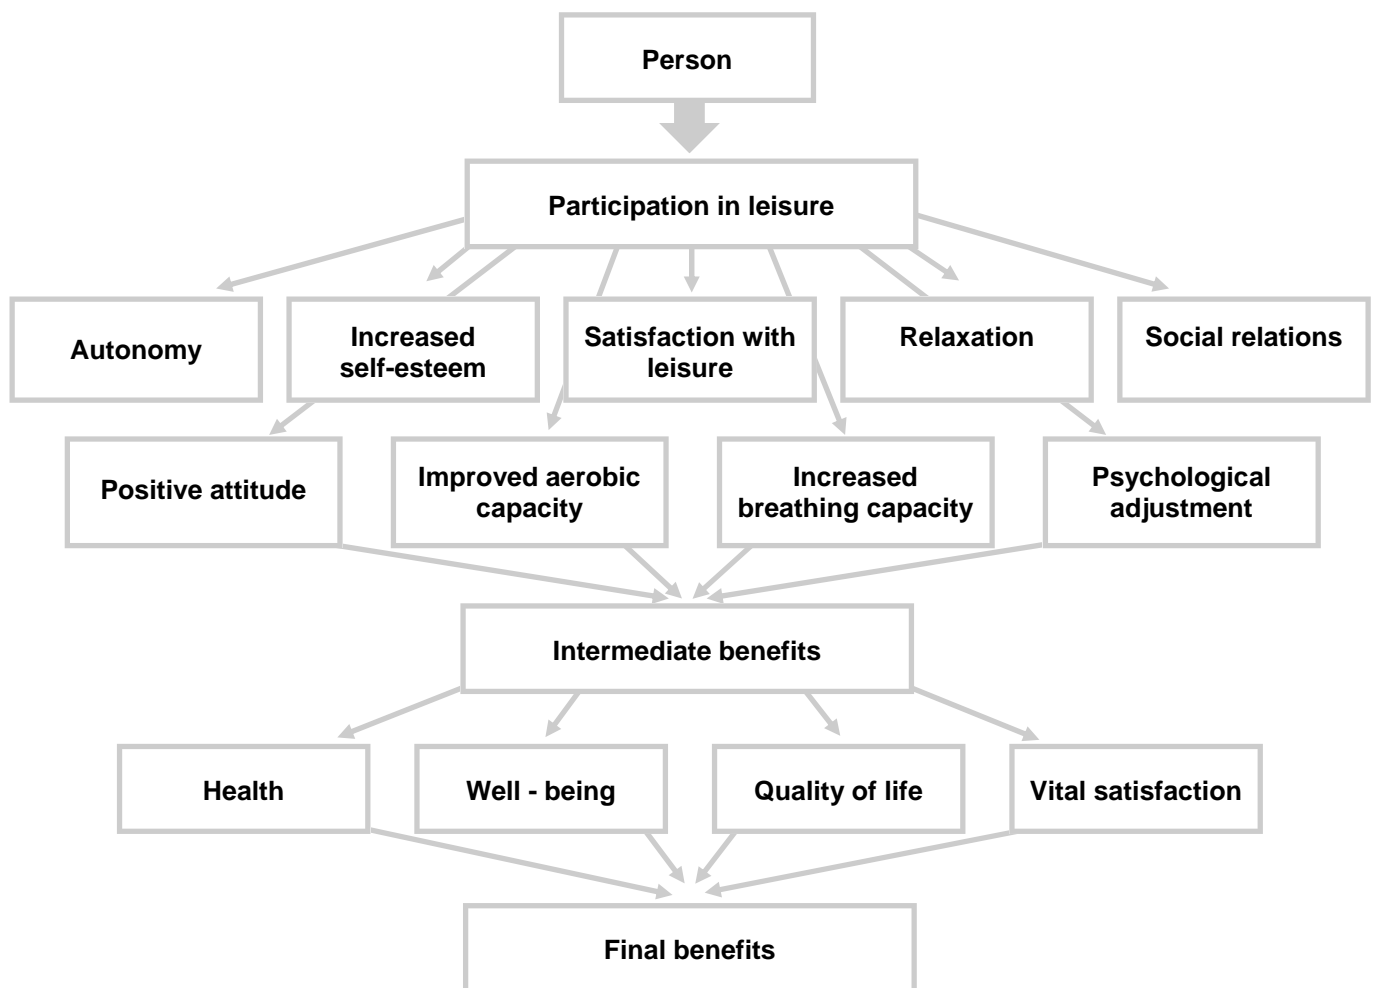 Person
Participation in leisure
Autonomy
Increased
self-esteem
Satisfaction with
leisure
Relaxation
Social relations
Positive attitude
Improved aerobic
capacity
Increased
breathing capacity
Psychological
adjustment
Intermediate benefits
Health
Well - being
Quality of life
Vital satisfaction
Final benefits